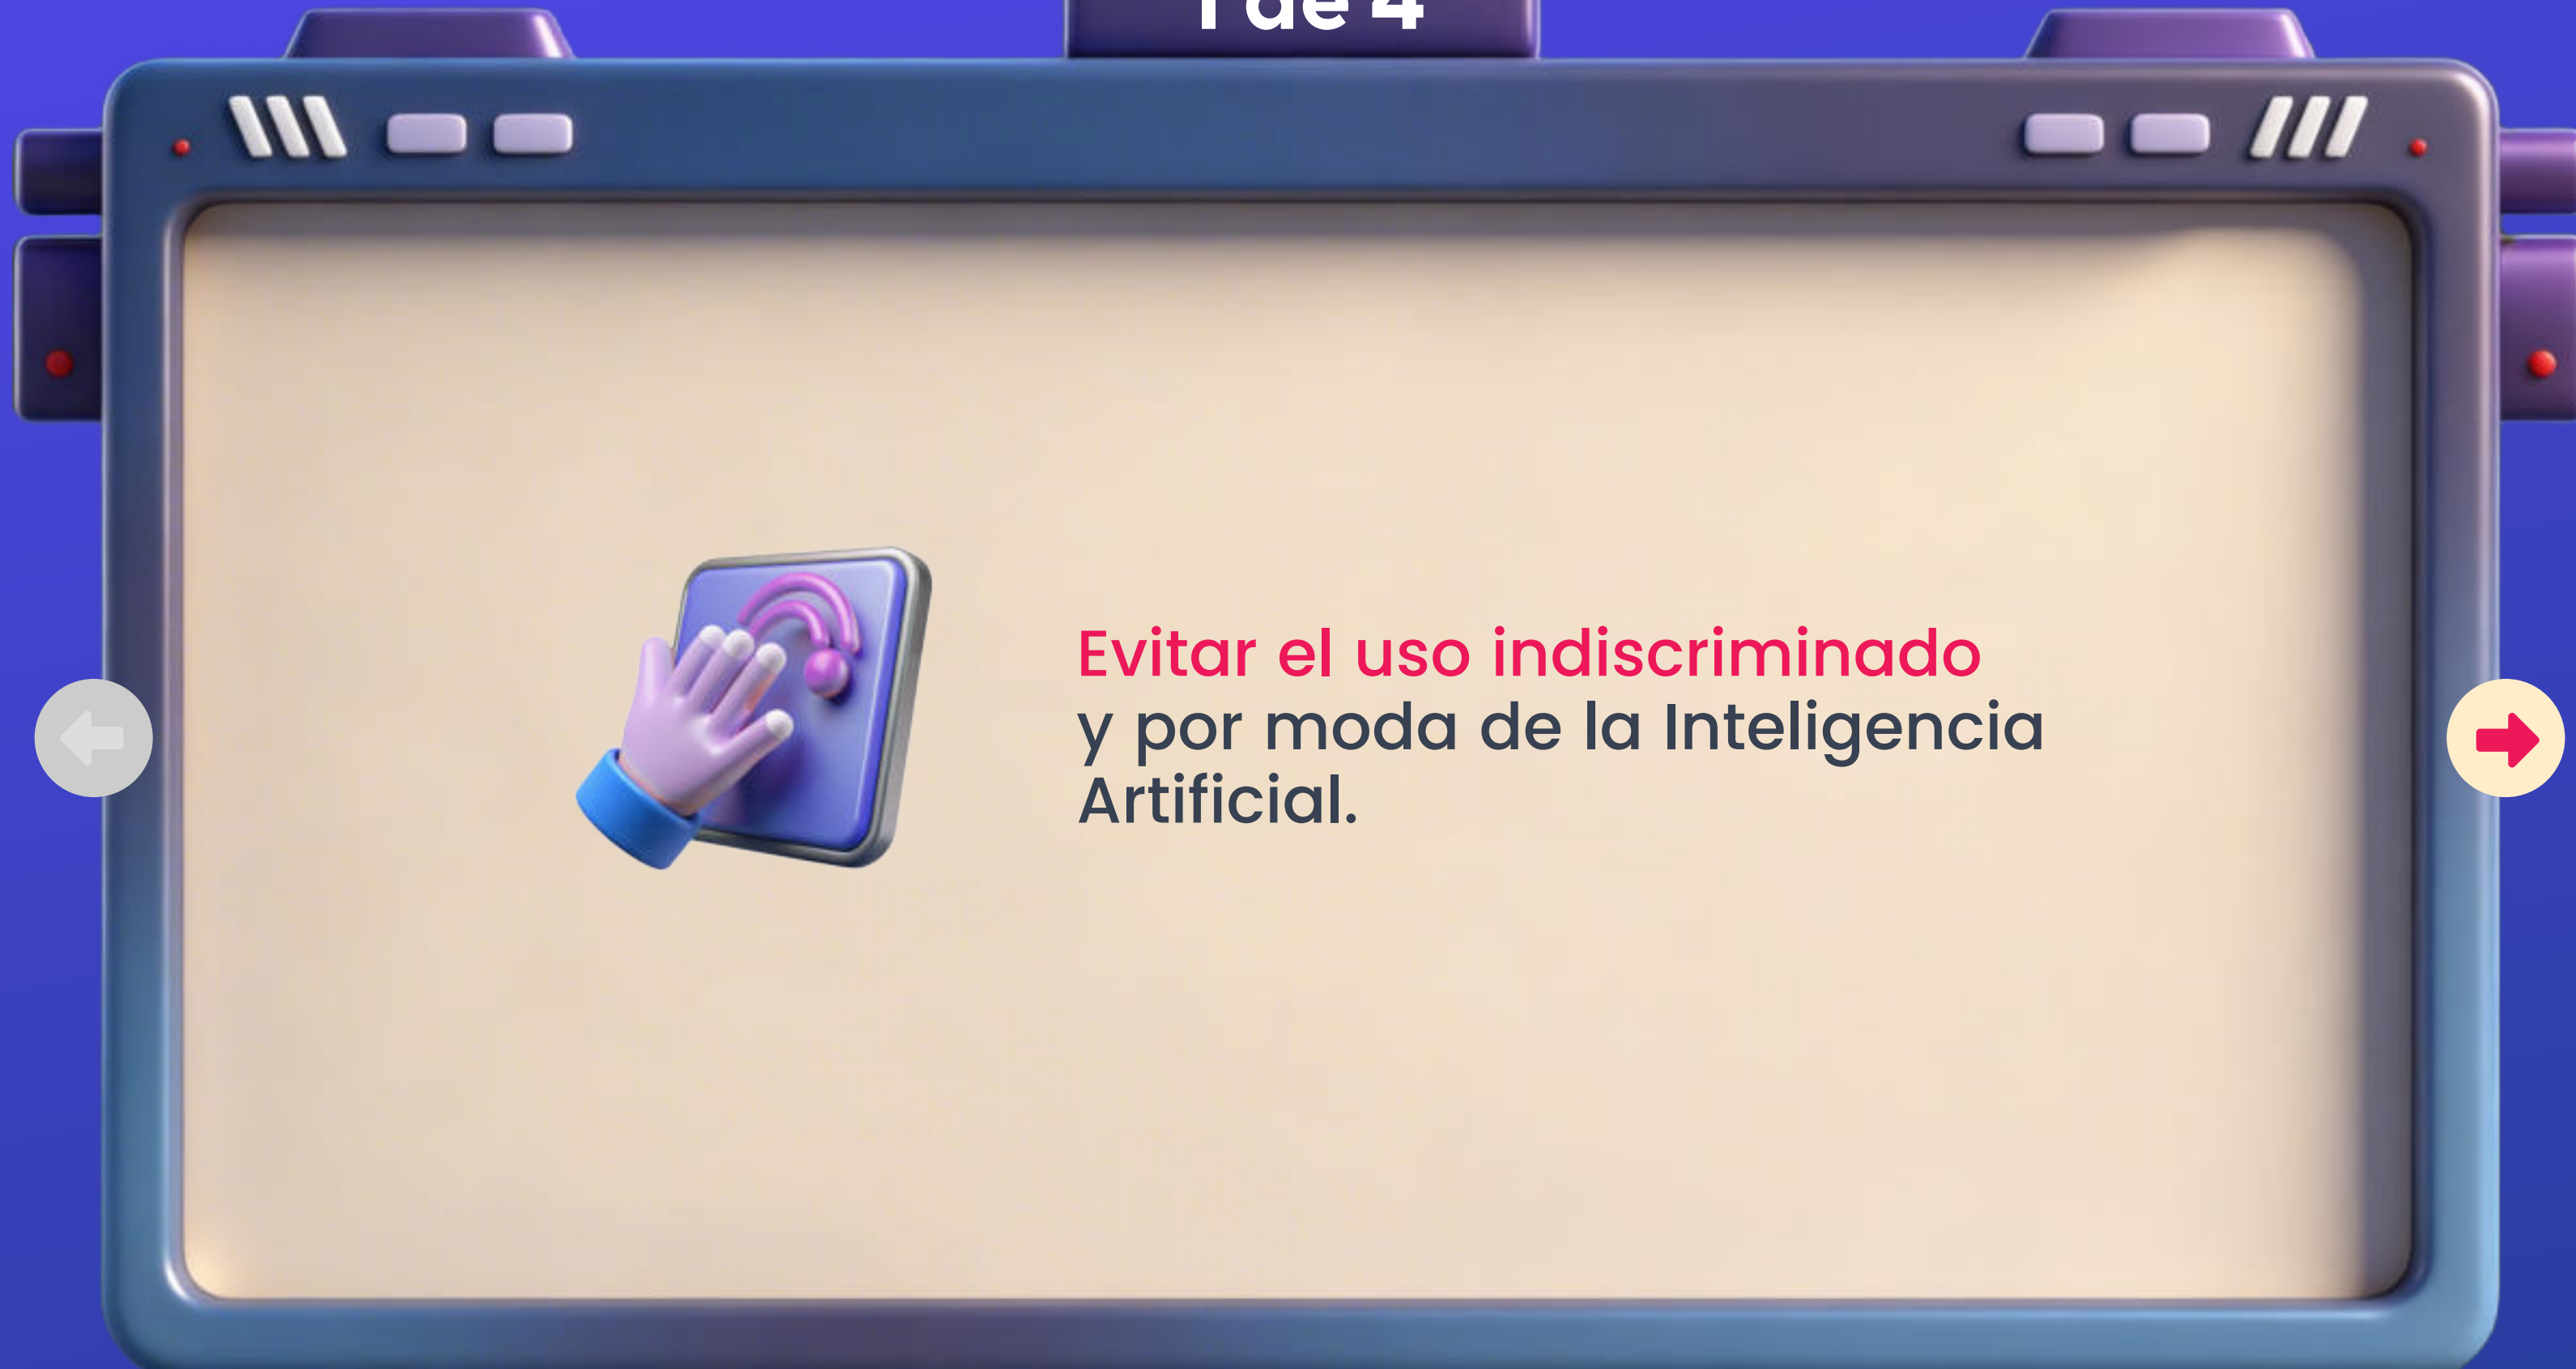 1 de 4
Evitar el uso indiscriminado
y por moda de la Inteligencia
Artificial.